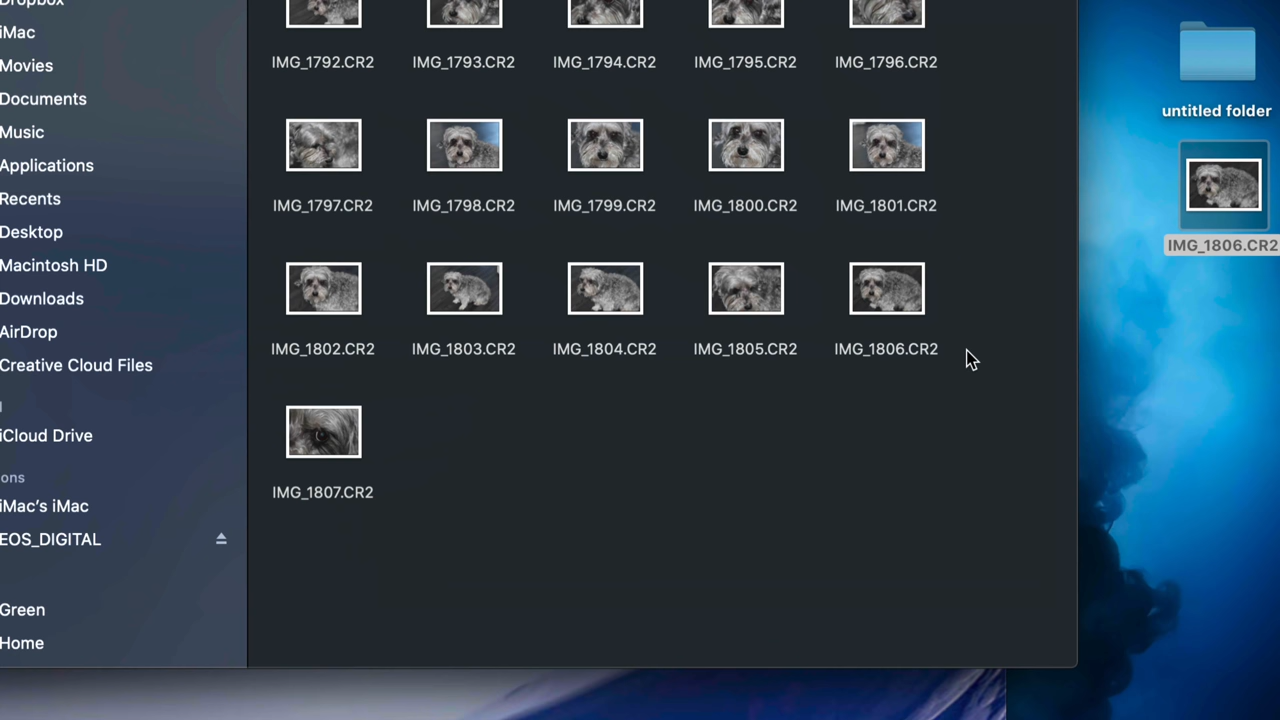 Dropbox
iMac
Movies
Documents
Music
Applications
Recents
Desktop
Macintosh HD
Downloads
AirDrop
Creative Cloud Files
iCloud Drive
ons
iMac's iMac
EOS_DIGITAL
Green
Home
IMG_1792.CR2 IMG_1793.CR2 IMG_1794.CR2 IMG_1795.CR2 IMG_1796.CR2
IMG_1797.CR2 IMG_1798.CR2 IMG_1799.CR2 IMG_1800.CR2 IMG_1801.CR2
IMG_1802.CR2 IMG_1803.CR2 IMG_1804.CR2 IMG_1805.CR2 IMG_1806.CR2
IMG_1807.CR2
untitled folder
IMG_1806.CR2